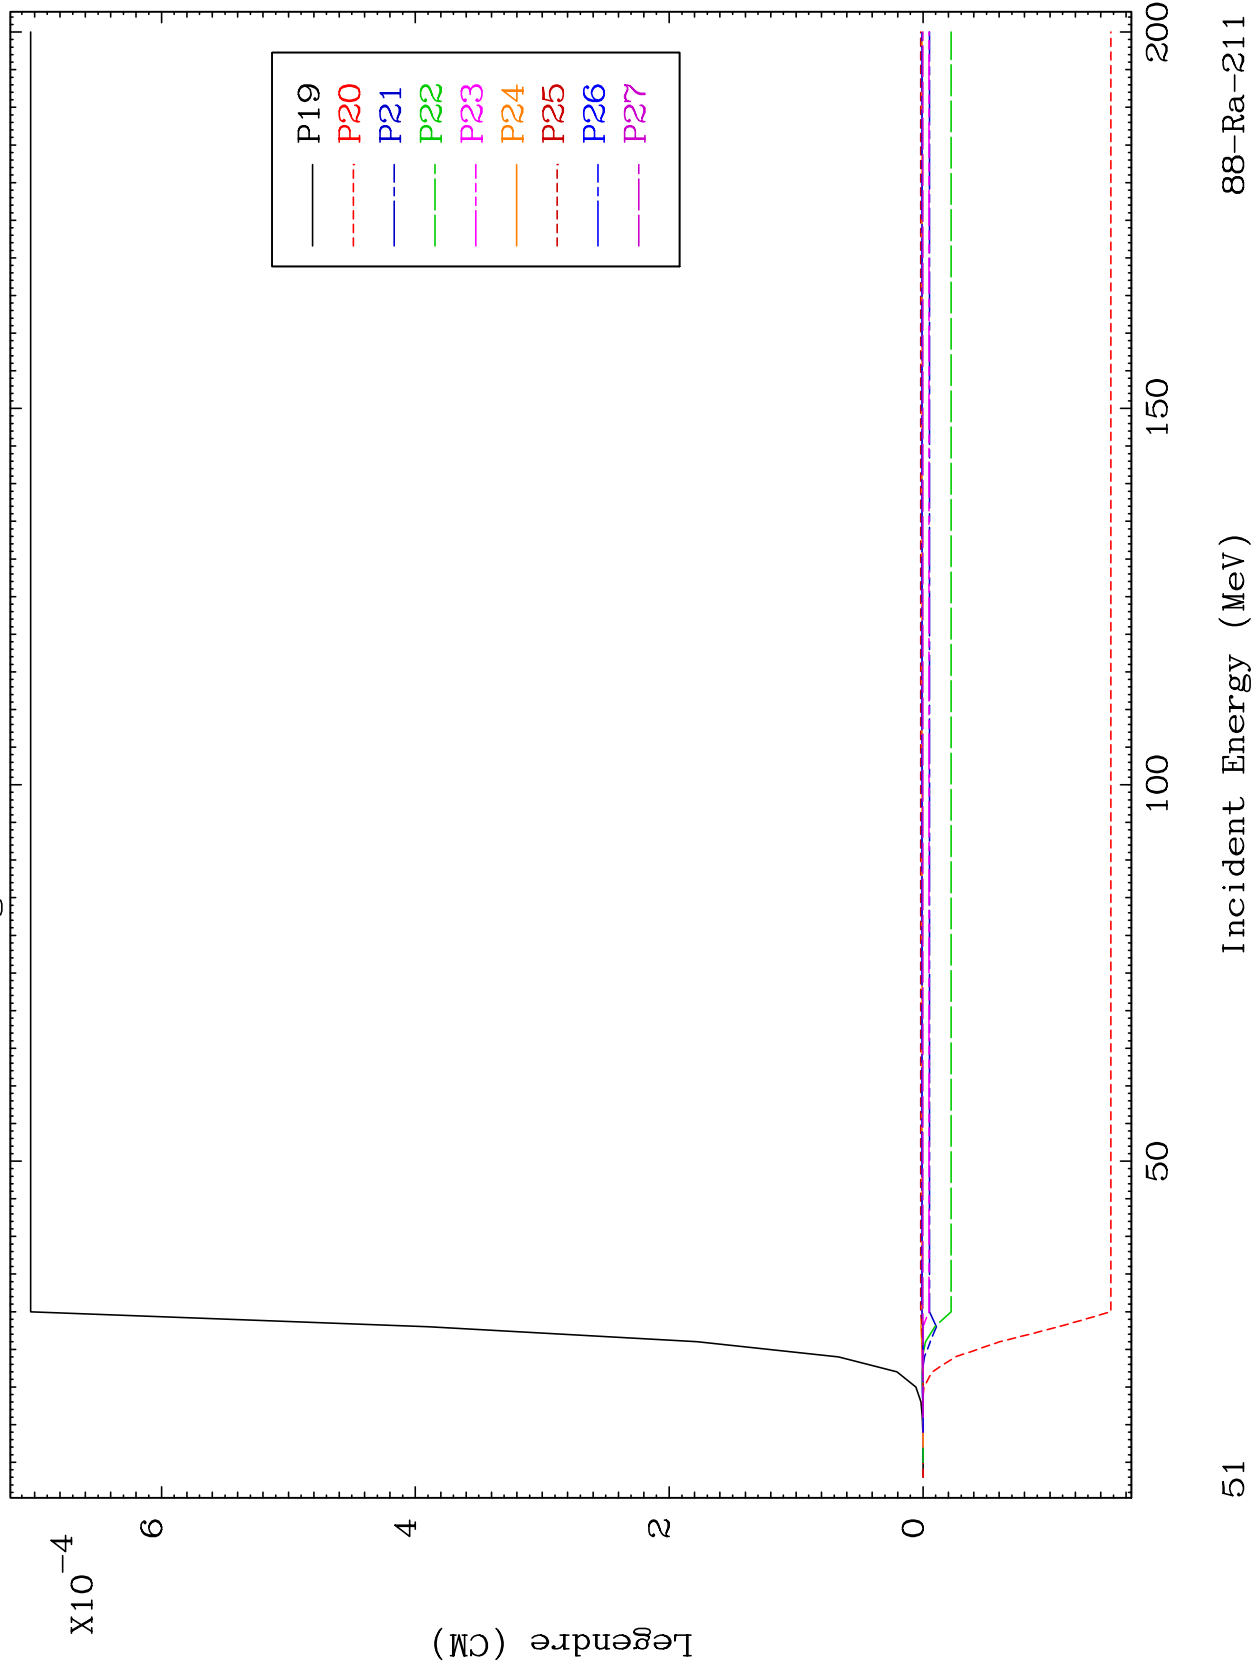 X10-4
Legendre (CM)
6
4
2
0
P19
P20
P21
P22
P23
P24
P25
P26
P27
50
100
150
200
Incident Energy (MeV)
51
88-Ra-211